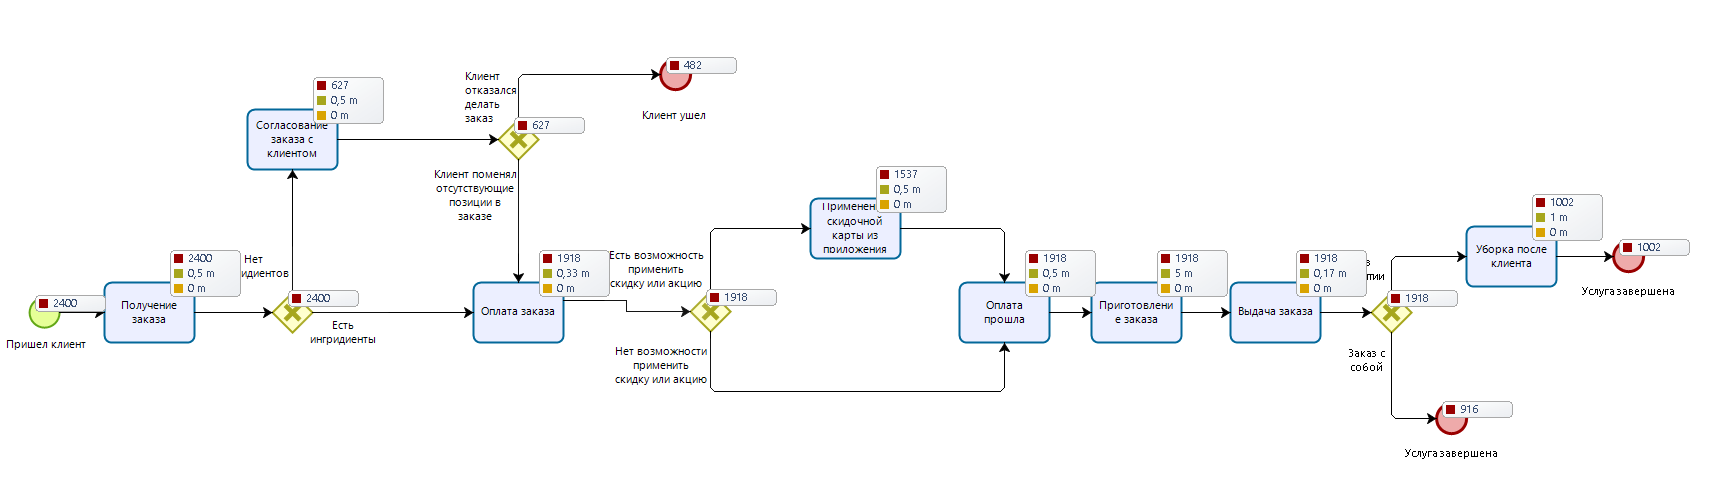 2400
Пришел клиент
Получение
заказа
2400
0,5 m
0 m
Нет
2400
Есть
ингридиенты
Согласование
заказа с
клиентом
627
0,5 m
0 m
Клиент
отказался
делать
заказ
627
482
Клиент ушел
Клиент поменял
отсутствующие
позиции в
заказе
Оплата заказа
1918
0,33 m
0 m
Есть возможность
применить
скидку или акцию
1918
Нет возможности
применить
скидку или акцию
скидочной
карты из
приложения
1537
0,5 m
0 m
Оплата
прошла
1918
0,5 m
0 m
Приготовлени
е заказа
1918
5 m
0 m
Выдача заказа
1918
0,17 m
0 m
1918
Заказ с
собой
Уборка после
клиента
1002
1 m
0 m
1002
Услуга завершена
916
Услуга завершена